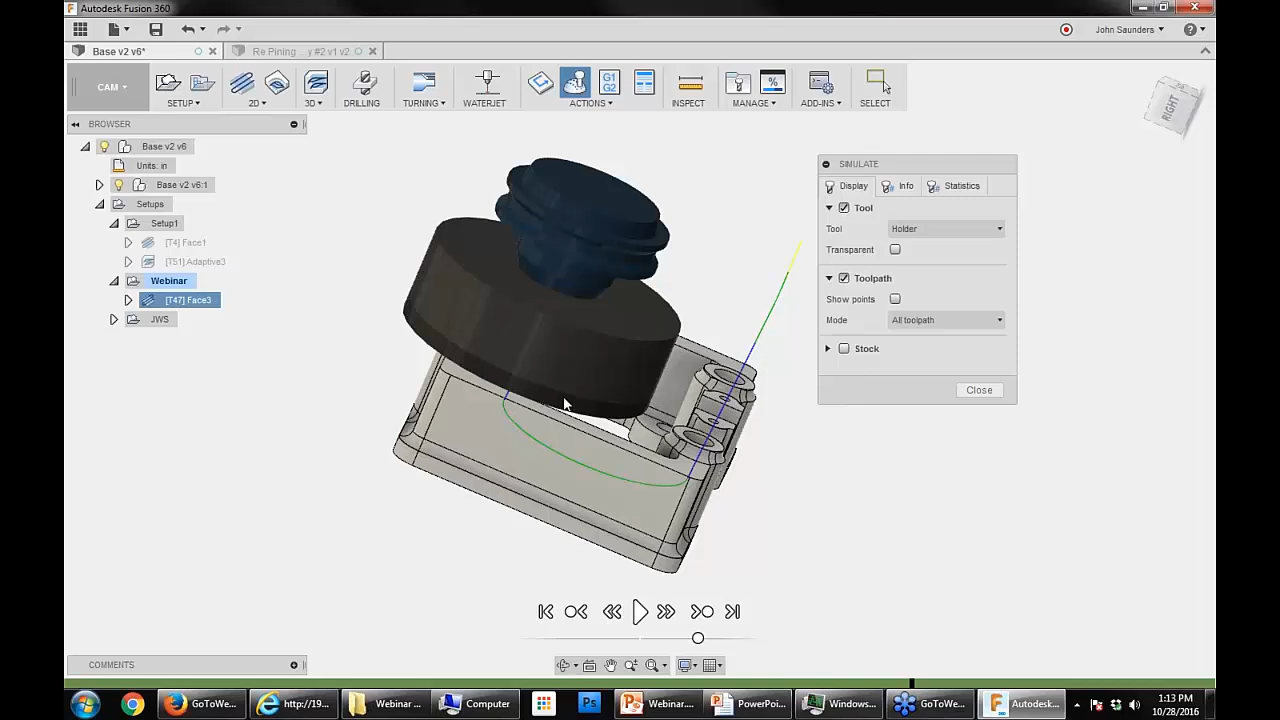 Autodesk Fusion 360
John Saunders
Base v2 v6*
Re Pining ... y #2 v1 v2
CAM
SETUP
2D
3D
DRILLING
TURNING
WATERJET
G1
G2
ACTIONS
INSPECT
MANAGE
ADD-INS
SELECT
BROWSER
Base v2 v6
Units: in
Base v2 v6:1
Setups
Setup1
[T4] Face1
[T51] Adaptive3
Webinar
[T47] Face3
JWS
RIGHT
SIMULATE
Display
Info
Statistics
Tool
Tool
Holder
Transparent
Toolpath
Show points
Mode
All toolpath
Stock
Close
COMMENTS
GoToWe...
http://19...
Webinar ...
Computer
Ps
Webinar....
PowerPoi...
Windows...
GoToWe...
Autodesk...
1:13 PM
10/28/2016